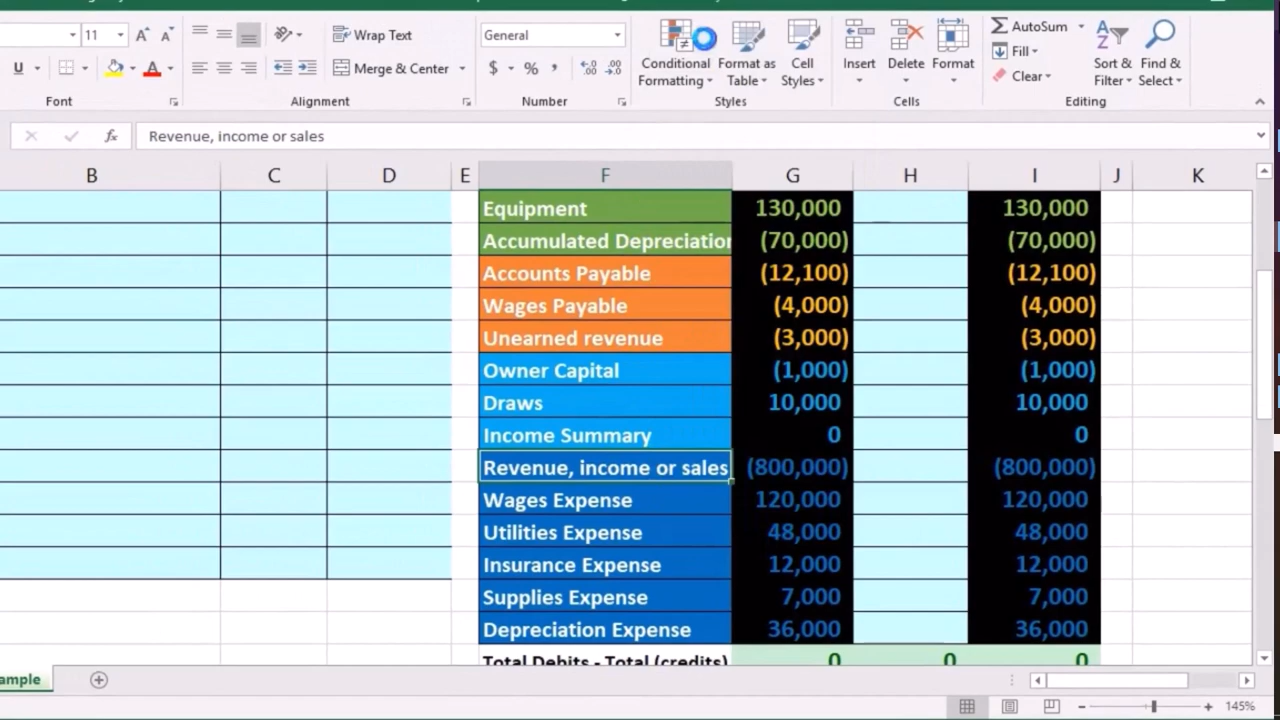 11 A A Wrap Text General AutoSum
Fill
U A Merge & Center $ % , Conditional Formatting Format as Table Cell Styles Insert Delete Format Clear Sort & Filter Find & Select
Font Alignment Number Styles Cells Editing
fx Revenue, income or sales
B C D E F G H I J K
Equipment 130,000 130,000
Accumulated Depreciation (70,000) (70,000)
Accounts Payable (12,100) (12,100)
Wages Payable (4,000) (4,000)
Unearned revenue (3,000) (3,000)
Owner Capital (1,000) (1,000)
Draws 10,000 10,000
Income Summary 0 0
Revenue, income or sales (800,000) (800,000)
Wages Expense 120,000 120,000
Utilities Expense 48,000 48,000
Insurance Expense 12,000 12,000
Supplies Expense 7,000 7,000
Depreciation Expense 36,000 36,000
Total Debits - Total (credits) 0 0 0
ample
145%